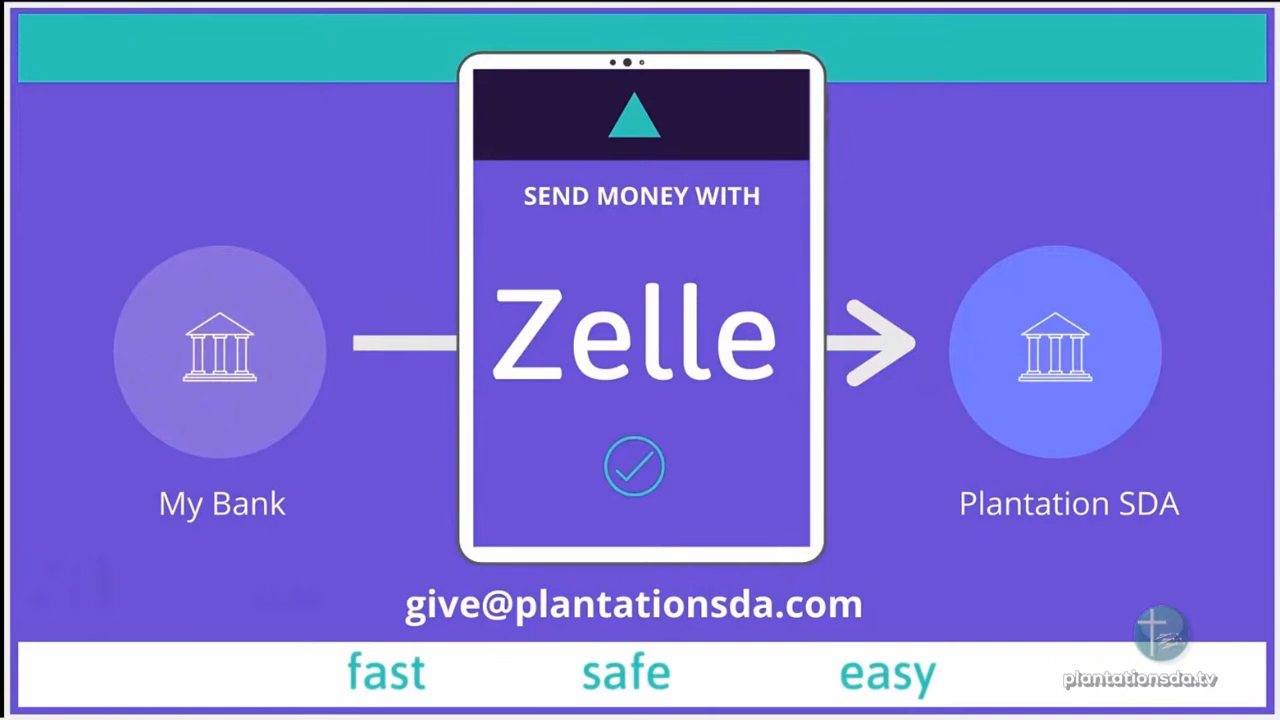 SEND MONEY WITH
Zelle
My Bank
Plantation SDA
give@plantationsda.com
fast safe easy
plantationsda.tv